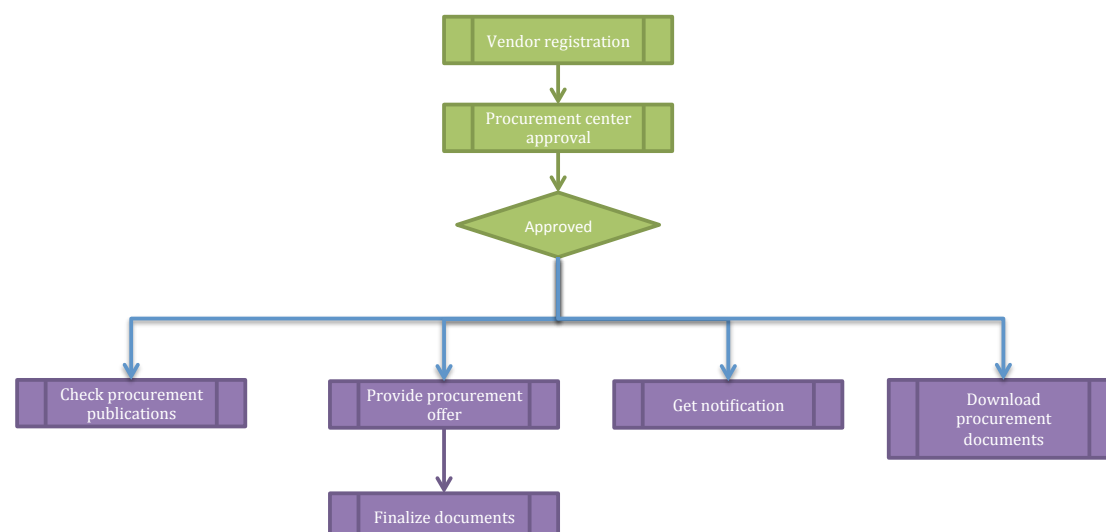 Vendor registration
Procurement center
approval
Approved
Check procurement
publications
Provide procurement
offer
Get notification
Download
procurement
documents
Finalize documents